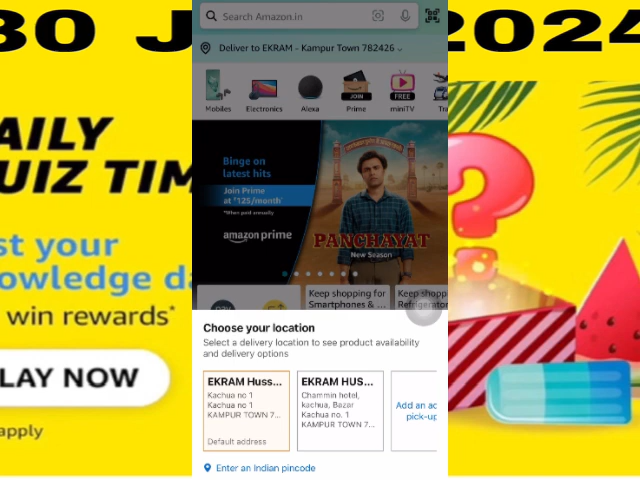 30 J
2024
AILY
UIZ TIM
st your
owledge da
win rewards*
LAY NOW
apply
Search Amazon.in
Deliver to EKRAM - Kampur Town 782426
Mobiles
Electronics
Alexa
JOIN
Prime
FREE
miniTV
Tra
Binge on
latest hits
Join Prime
at ₹125/month*
*When paid annually
amazon prime
PANCHAYAT
New Season
pay
Keep shopping for
Smartphones & ...
Keep shopping
Refrigerator
Choose your location
Select a delivery location to see product availability
and delivery options
EKRAM Huss...
Kachua no 1
Kachua no 1
KAMPUR TOWN 7...
Default address
EKRAM HUS...
Chammin hotel,
kachua, Bazar
Kachua no. 1
KAMPUR TOWN 7...
Add an ad
pick-up
Enter an Indian pincode